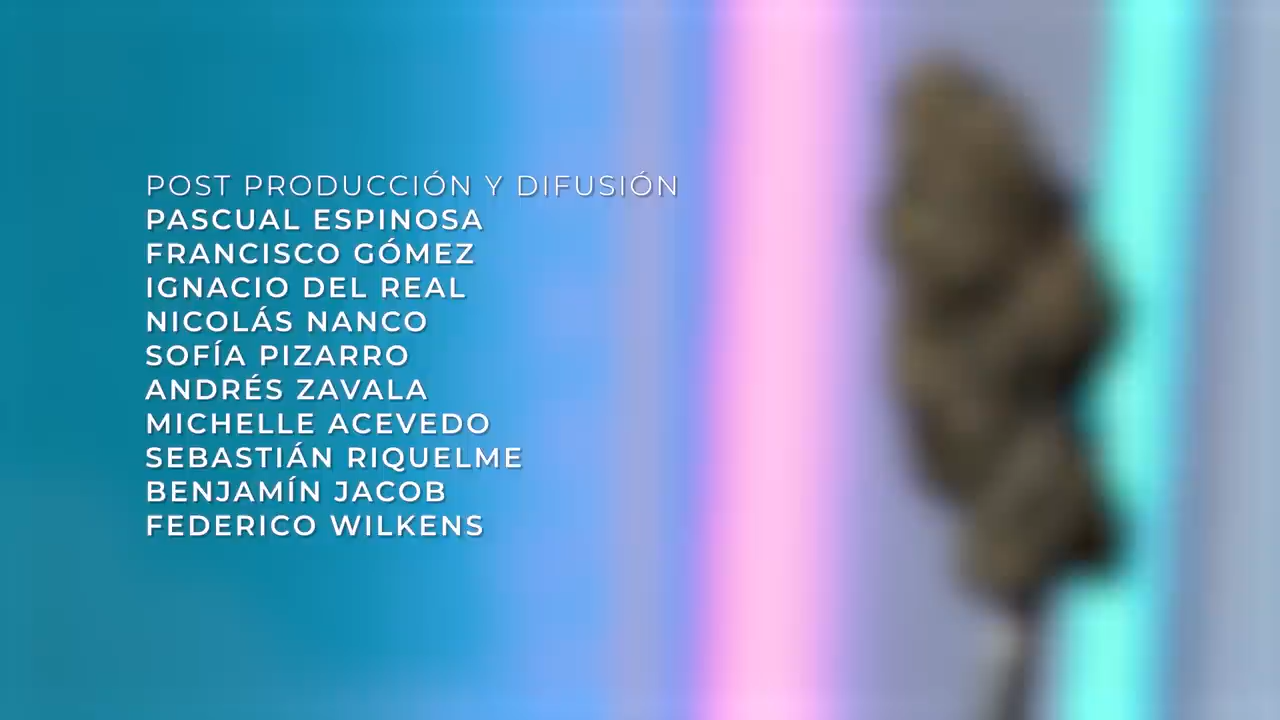 POST PRODUCCIÓN Y DIFUSIÓN
PASCUAL ESPINOSA
FRANCISCO GÓMEZ
IGNACIO DEL REAL
NICOLÁS NANCO
SOFÍA PIZARRO
ANDRÉS ZAVALA
MICHELLE ACEVEDO
SEBASTIÁN RIQUELME
BENJAMÍN JACOB
FEDERICO WILKENS